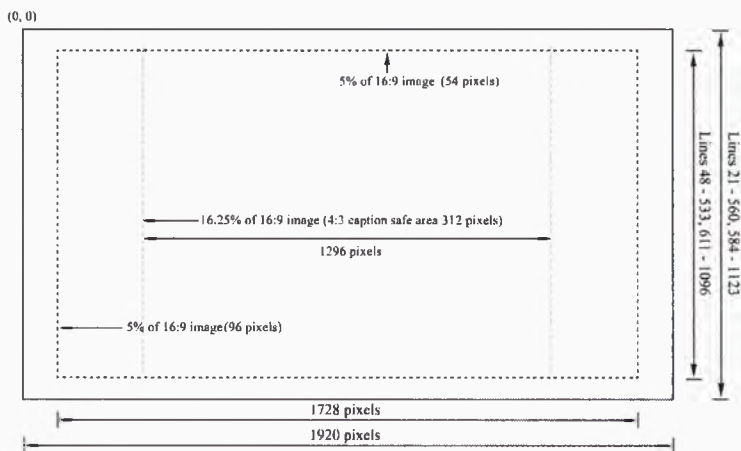 (0, 0)
5% of 16:9 image (54 pixels)
16.25% of 16:9 image (4:3 caption safe area 312 pixels)
1296 pixels
5% of 16:9 image(96 pixels)
1728 pixels
1920 pixels
Lines 48 - 533, 611 - 1096
Lines 21 - 560, 584 - 1123